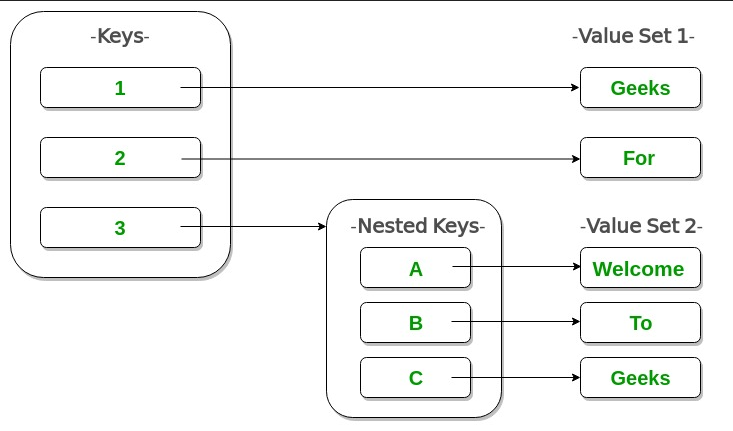 -Keys-
-Value Set 1-
1
Geeks
2
For
3
-Nested Keys-
-Value Set 2-
A
Welcome
B
To
C
Geeks